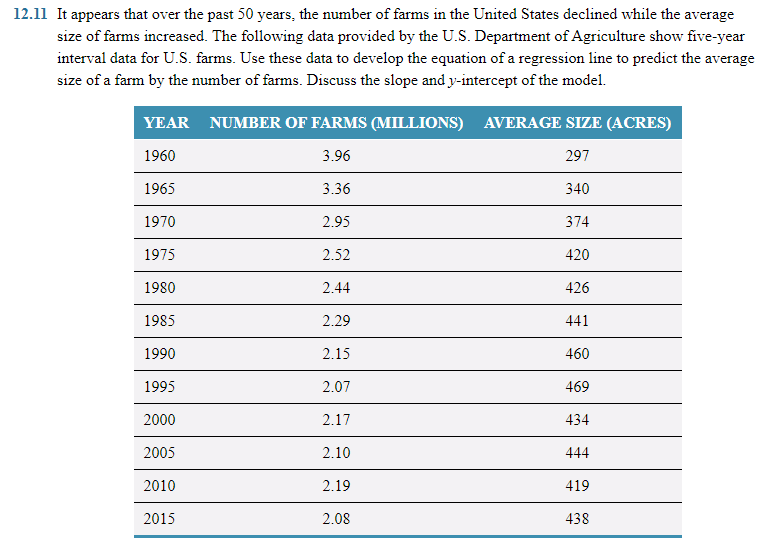 12.11 It appears that over the past 50 years, the number of farms in the United States declined while the average
size of farms increased. The following data provided by the U.S. Department of Agriculture show five-year
interval data for U.S. farms. Use these data to develop the equation of a regression line to predict the average
size of a farm by the number of farms. Discuss the slope and y-intercept of the model.
YEAR NUMBER OF FARMS (MILLIONS) AVERAGE SIZE (ACRES)
1960 3.96 297
1965 3.36 340
1970 2.95 374
1975 2.52 420
1980 2.44 426
1985 2.29 441
1990 2.15 460
1995 2.07 469
2000 2.17 434
2005 2.10 444
2010 2.19 419
2015 2.08 438